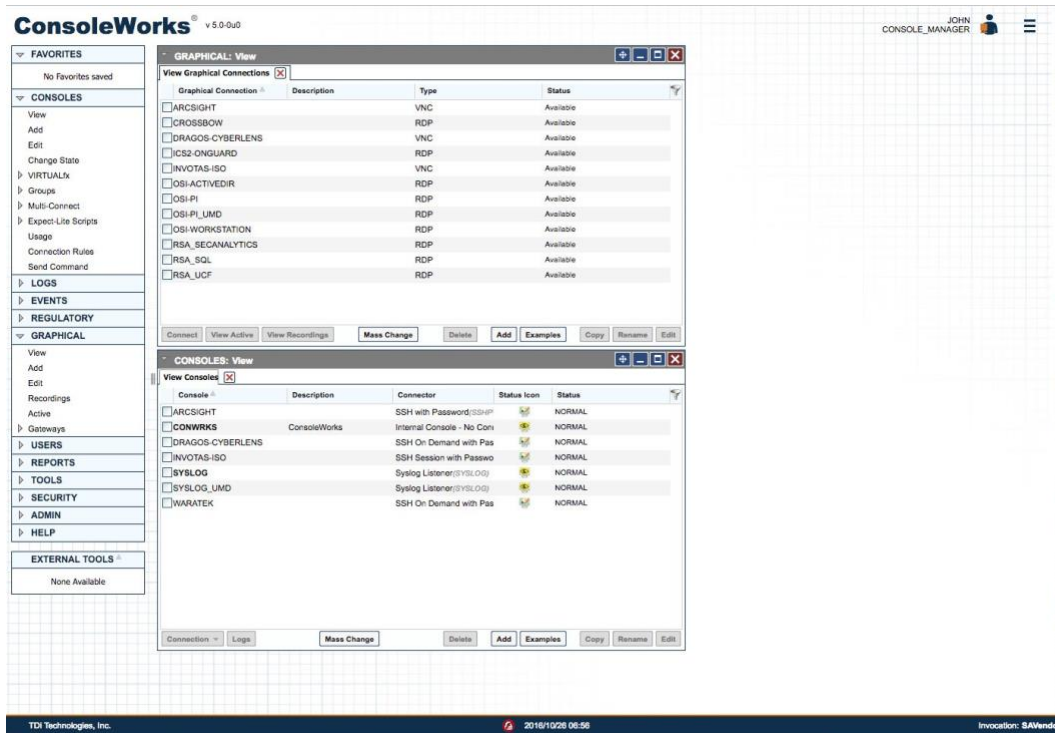 ConsoleWorks® v 5.0-0u0
JOHN
CONSOLE_MANAGER
FAVORITES
No Favorites saved
CONSOLES
View
Add
Edit
Change State
VIRTUALfx
Groups
Multi-Connect
Expect-Lite Scripts
Usage
Connection Rules
Send Command
LOGS
EVENTS
REGULATORY
GRAPHICAL
View
Add
Edit
Recordings
Active
Gateways
USERS
REPORTS
TOOLS
SECURITY
ADMIN
HELP
EXTERNAL TOOLS
None Available
GRAPHICAL: View
View Graphical Connections
Graphical Connection Description Type Status
ARCSIGHT VNC Available
CROSSBOW RDP Available
DRAGOS-CYBERLENS VNC Available
ICS2-ONGUARD RDP Available
INVOTAS-ISO VNC Available
OSI-ACTIVEDIR RDP Available
OSI-PI RDP Available
OSI-PI_UMD RDP Available
OSI-WORKSTATION RDP Available
RSA_SECANALYTICS RDP Available
RSA_SQL RDP Available
RSA_UCF RDP Available
Connect View Active View Recordings Mass Change Delete Add Examples Copy Rename Edit
CONSOLES: View
View Consoles
Console Description Connector Status Icon Status
ARCSIGHT SSH with Password(SSHP NORMAL
CONWRKS ConsoleWorks Internal Console - No Con NORMAL
DRAGOS-CYBERLENS SSH On Demand with Pas NORMAL
INVOTAS-ISO SSH Session with Passwo NORMAL
SYSLOG Syslog Listener(SYSLOG) NORMAL
SYSLOG_UMD Syslog Listener(SYSLOG) NORMAL
WARATEK SSH On Demand with Pas NORMAL
Connection Logs Mass Change Delete Add Examples Copy Rename Edit
TDi Technologies, Inc. 2016/10/26 06:56 Invocation: SAVendo